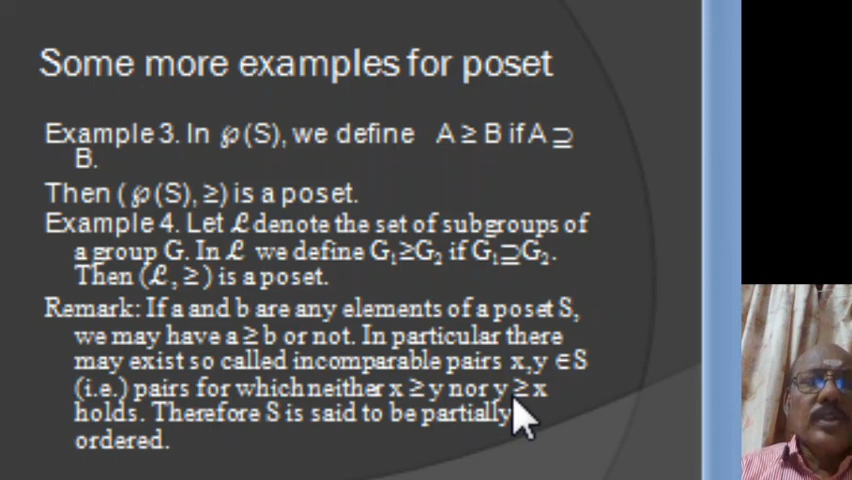 Some more examples for poset
Example 3. In ℘(S), we define A ≥ B if A ⊇
B.
Then (℘(S), ≥) is a poset.
Example 4. Let ℒ denote the set of subgroups of
a group G. In ℒ we define G₁≥G₂ if G₁⊇G₂.
Then (ℒ, ≥) is a poset.
Remark: If a and b are any elements of a poset S,
we may have a ≥ b or not. In particular there
may exist so called incomparable pairs x,y ∈S
(i.e.) pairs for which neither x ≥ y nor y ≥ x
holds. Therefore S is said to be partially
ordered.